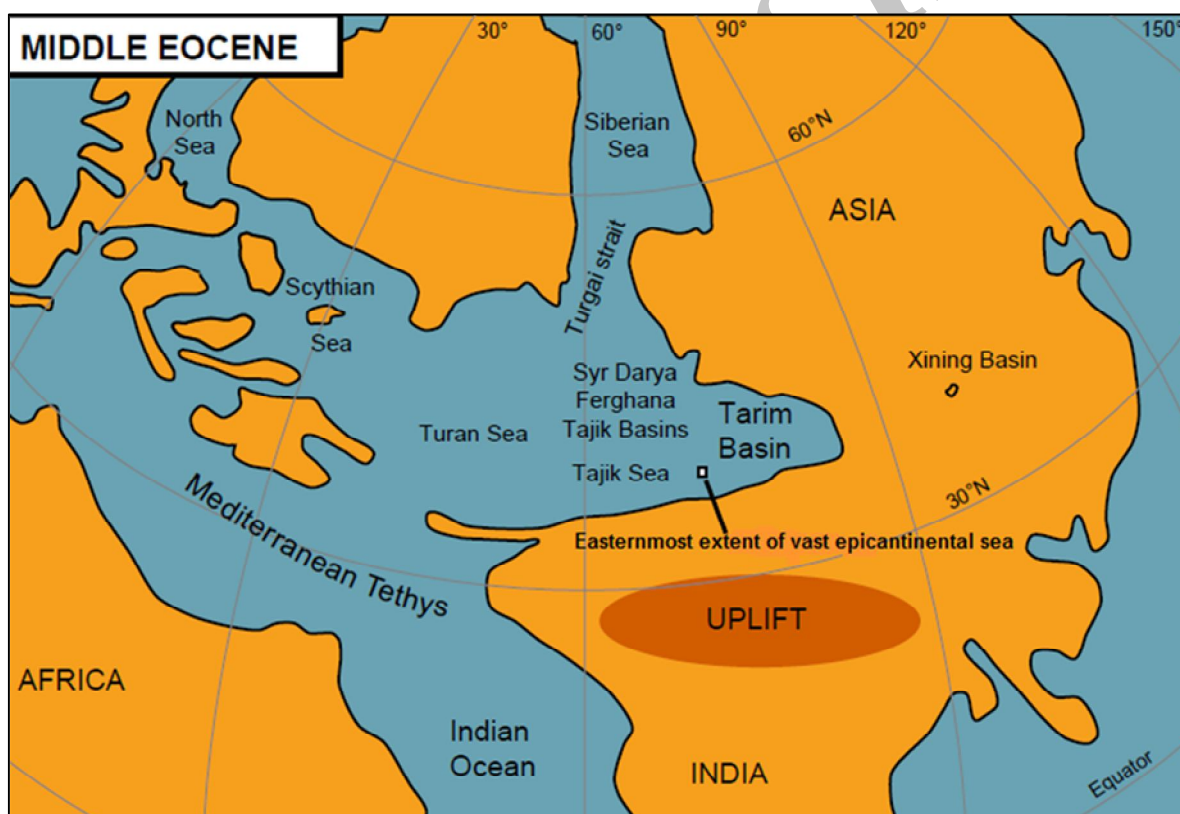 MIDDLE EOCENE
30°
60°
90°
120°
150°
North
Sea
Siberian
Sea
60°N
ASIA
Turgai strait
Scythian
Sea
Xining Basin
Syr Darya
Ferghana
Tajik Basins
Tarim
Basin
Turan Sea
Tajik Sea
30°N
Mediterranean Tethys
Easternmost extent of vast epicantinental sea
UPLIFT
AFRICA
Indian
Ocean
INDIA
Equator